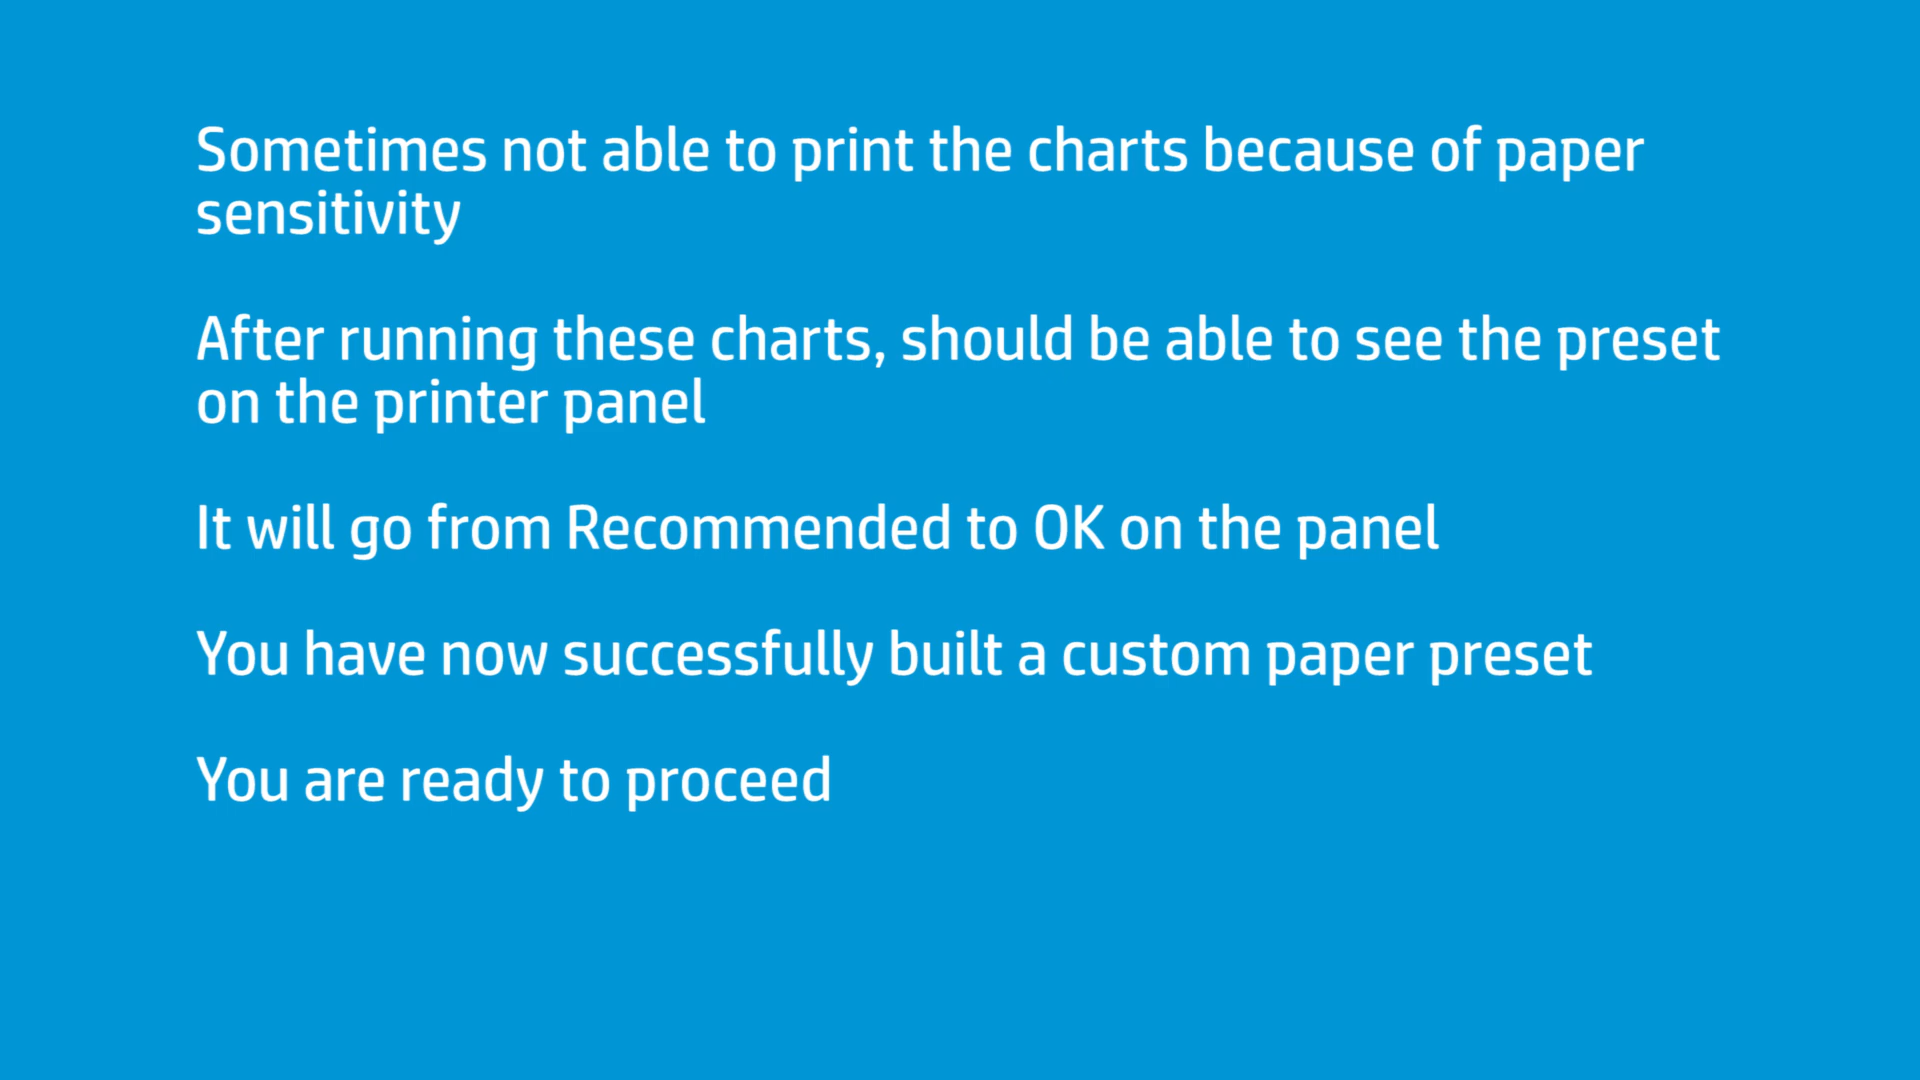 Sometimes not able to print the charts because of paper
sensitivity
After running these charts, should be able to see the preset
on the printer panel
It will go from Recommended to OK on the panel
You have now successfully built a custom paper preset
You are ready to proceed